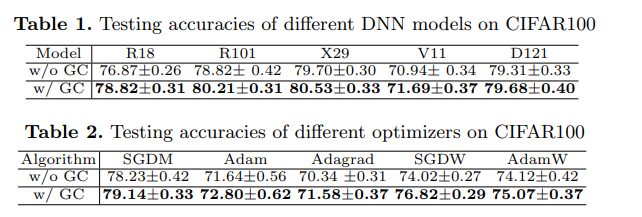 Table 1. Testing accuracies of different DNN models on CIFAR100
Model R18 R101 X29 V11 D121
w/o GC 76.87±0.26 78.82± 0.42 79.70±0.30 70.94± 0.34 79.31±0.33
w/ GC 78.82±0.31 80.21±0.31 80.53±0.33 71.69±0.37 79.68±0.40
Table 2. Testing accuracies of different optimizers on CIFAR100
Algorithm SGDM Adam Adagrad SGDW AdamW
w/o GC 78.23±0.42 71.64±0.56 70.34 ±0.31 74.02±0.27 74.12±0.42
w/ GC 79.14±0.33 72.80±0.62 71.58±0.37 76.82±0.29 75.07±0.37